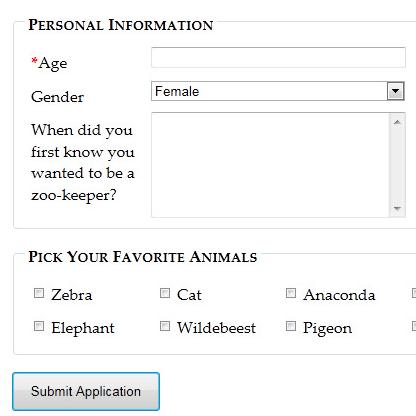 PERSONAL INFORMATION
*Age
Gender Female
When did you
first know you
wanted to be a
zoo-keeper?
PICK YOUR FAVORITE ANIMALS
Zebra Cat Anaconda
Elephant Wildebeest Pigeon
Submit Application